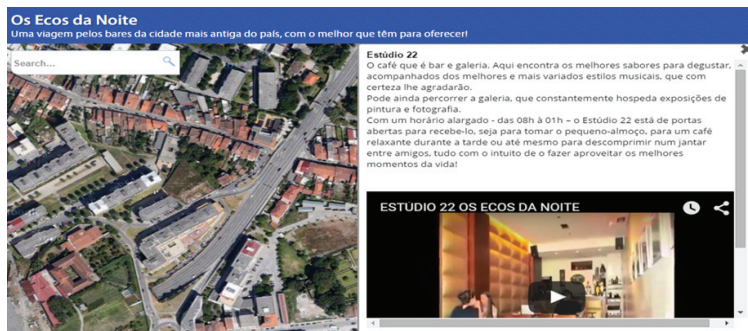 Os Ecos da Noite
Uma viagem pelos bares da cidade mais antiga do país, com o melhor que têm para oferecer!
Search...
Estúdio 22
O café que é bar e galeria. Aqui encontra os melhores sabores para degustar,
acompanhados dos melhores e mais variados estilos musicais, que com
certeza lhe agradarão.
Pode ainda percorrer a galeria, que constantemente hospeda exposições de
pintura e fotografia.
Com um horário alargado - das 08h à 01h – o Estúdio 22 está de portas
abertas para recebe-lo, seja para tomar o pequeno-almoço, para um café
relaxante durante a tarde ou até mesmo para descomprimir num jantar
entre amigos, tudo com o intuito de o fazer aproveitar os melhores
momentos da vida!
ESTÚDIO 22 OS ECOS DA NOITE